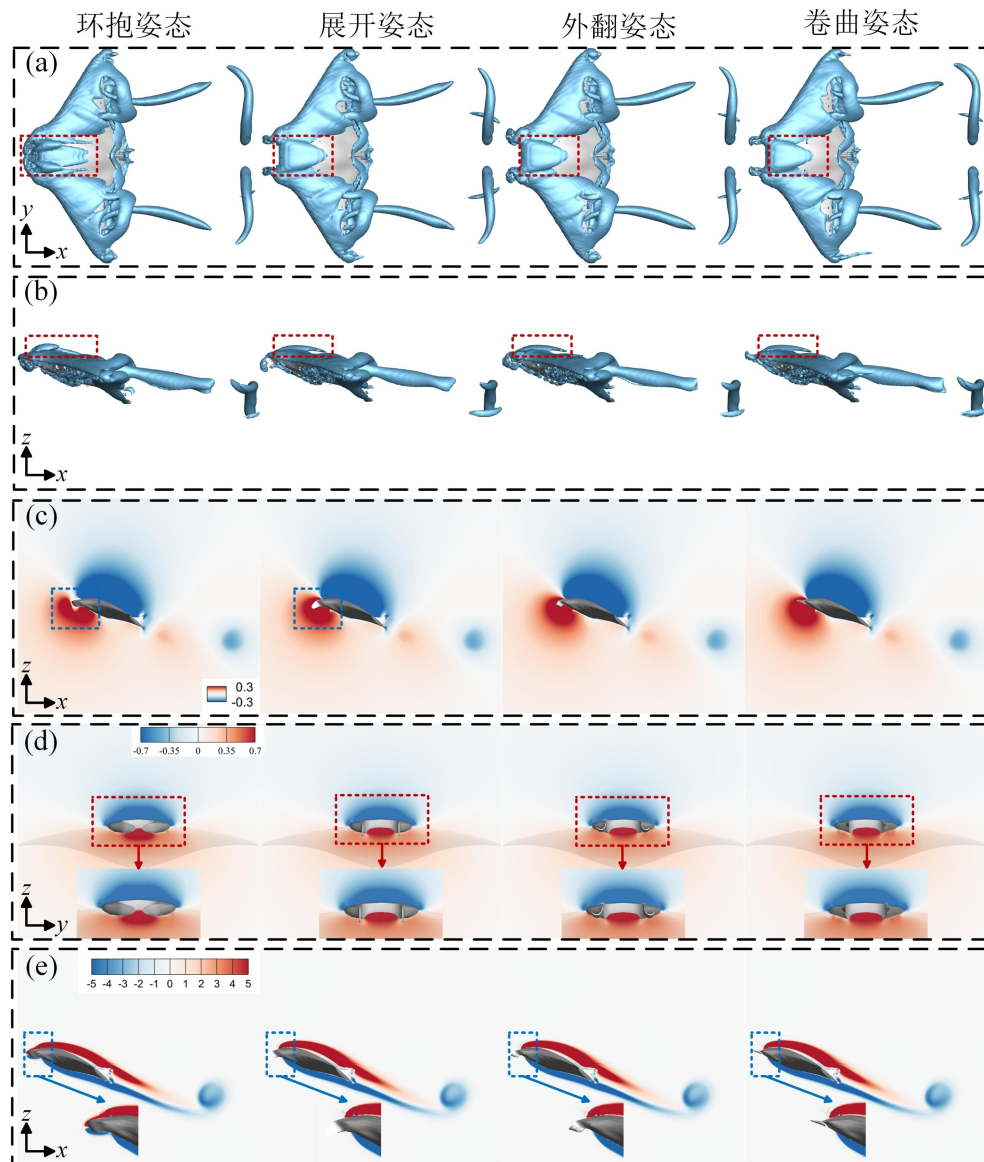 环抱姿态 展开姿态 外翻姿态 卷曲姿态
(a)
y
x
(b)
z
x
(c)
z
x
0.3
-0.3
(d)
-0.7 -0.35 0 0.35 0.7
z
y
(e)
-5 -4 -3 -2 -1 0 1 2 3 4 5
z
x